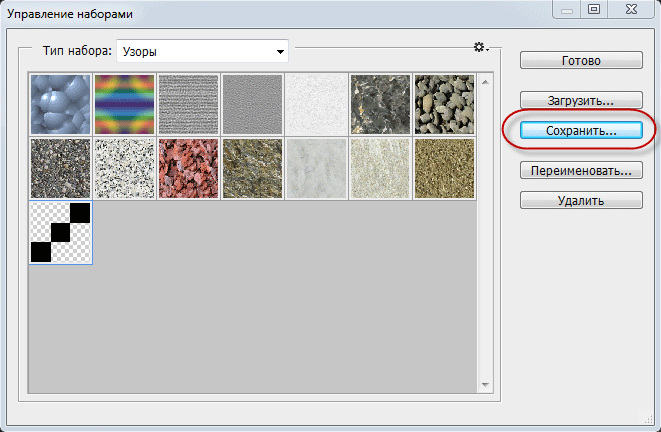 Управление наборами
Тип набора: Узоры
Готово
Загрузить...
Сохранить...
Переименовать...
Удалить